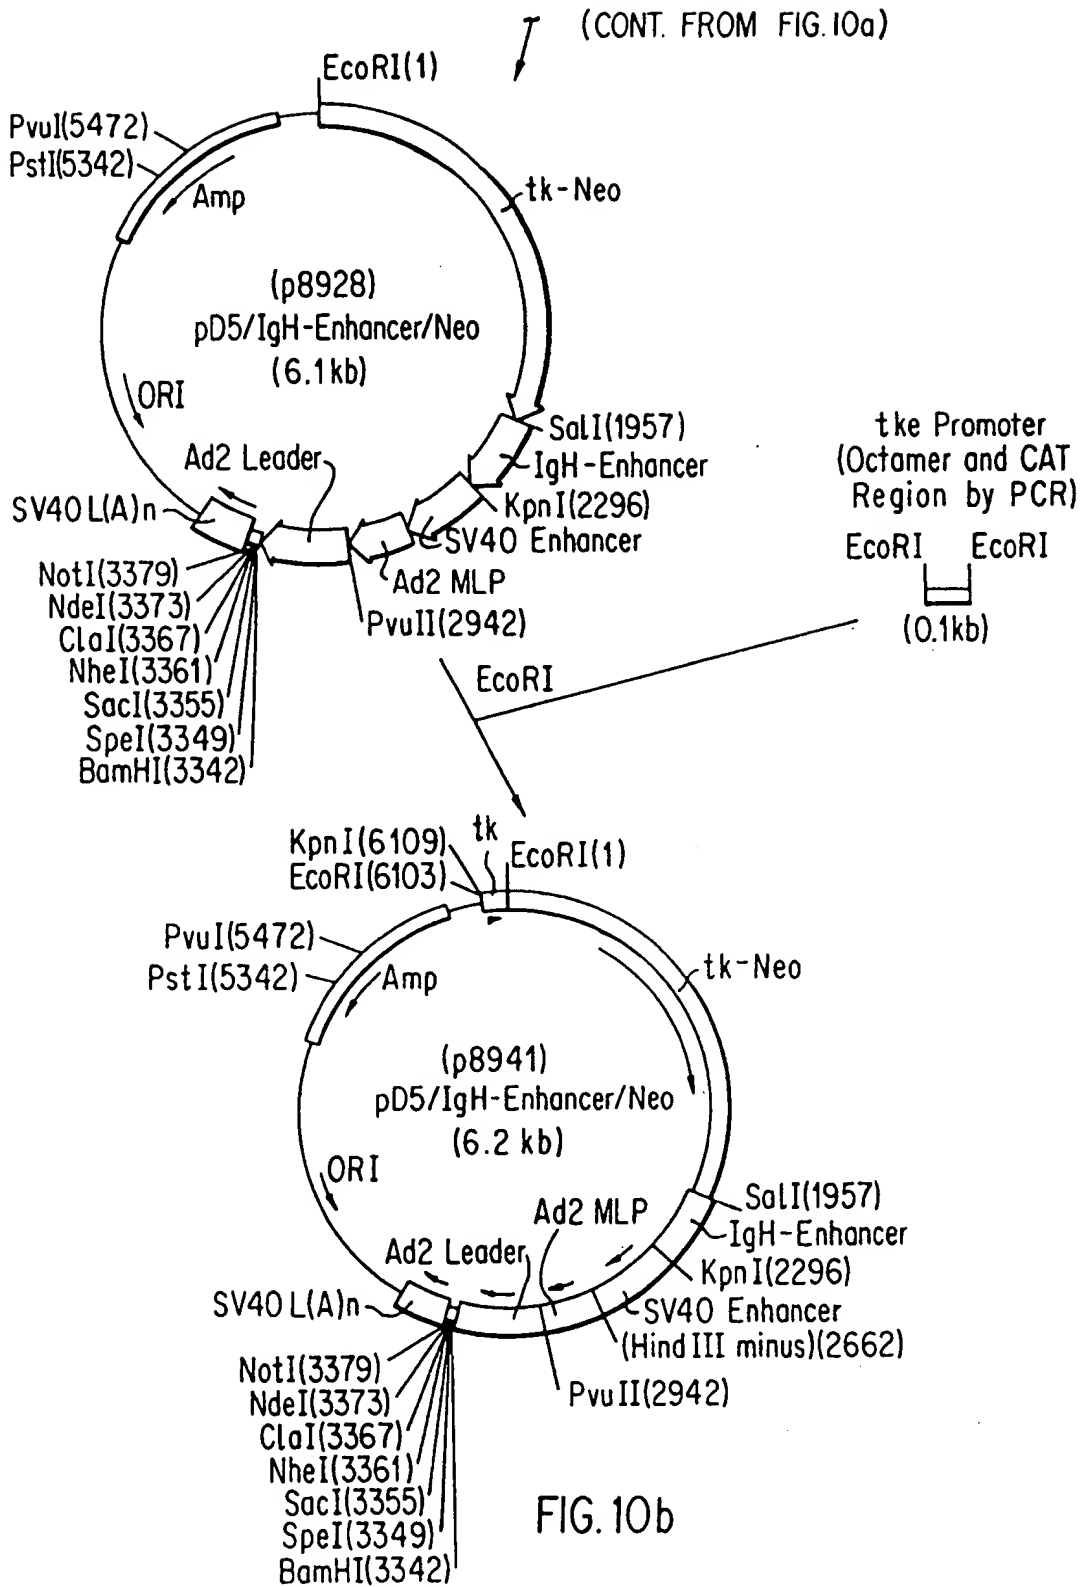 (CONT. FROM FIG. 10a)
EcoRI(1)
PvuI(5472)
PstI(5342)
Amp
tk-Neo
(p8928)
pD5/IgH-Enhancer/Neo
(6.1kb)
ORI
Ad2 Leader
SV40 L(A)n
SalI(1957)
IgH-Enhancer
KpnI(2296)
SV40 Enhancer
Ad2 MLP
PvuII(2942)
NotI(3379)
NdeI(3373)
ClaI(3367)
NheI(3361)
SacI(3355)
SpeI(3349)
BamHI(3342)
tke Promoter
(Octamer and CAT
Region by PCR)
EcoRI EcoRI
(0.1kb)
EcoRI
KpnI(6109)
tk
EcoRI(1)
EcoRI(6103)
PvuI(5472)
PstI(5342)
Amp
tk-Neo
(p8941)
pD5/IgH-Enhancer/Neo
(6.2 kb)
ORI
Ad2 MLP
Ad2 Leader
SV40 L(A)n
SalI(1957)
IgH-Enhancer
KpnI(2296)
SV40 Enhancer
(Hind III minus)(2662)
PvuII(2942)
NotI(3379)
NdeI(3373)
ClaI(3367)
NheI(3361)
SacI(3355)
SpeI(3349)
BamHI(3342)
FIG. 10b